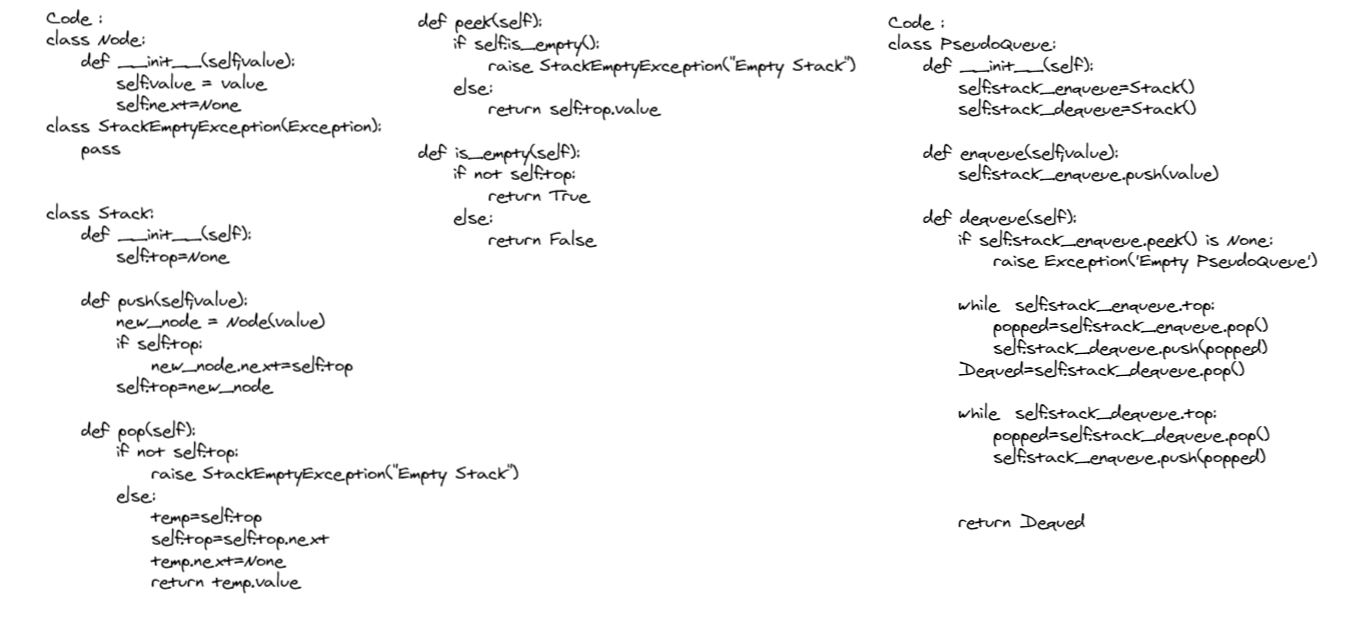 Code :
class Node:
    def __init__(self,value):
        self.value = value
        self.next=None
class StackEmptyException(Exception):
    pass
class Stack:
    def __init__(self):
        self.top=None
    def push(self,value):
        new_node = Node(value)
        if self.top:
            new_node.next=self.top
        self.top=new_node
    def pop(self):
        if not self.top:
            raise StackEmptyException("Empty Stack")
        else:
            temp=self.top
            self.top=self.top.next
            temp.next=None
            return temp.value
def peek(self):
    if self.is_empty():
        raise StackEmptyException("Empty Stack")
    else:
        return self.top.value
def is_empty(self):
    if not self.top:
        return True
    else:
        return False
Code :
class PseudoQueue:
    def __init__(self):
        self.stack_enqueue=Stack()
        self.stack_dequeue=Stack()
    def enqueue(self,value):
        self.stack_enqueue.push(value)
    def dequeue(self):
        if self.stack_enqueue.peek() is None:
            raise Exception('Empty PseudoQueue')
        while  self.stack_enqueue.top:
            popped=self.stack_enqueue.pop()
            self.stack_dequeue.push(popped)
        Dequed=self.stack_dequeue.pop()
        while  self.stack_dequeue.top:
            popped=self.stack_dequeue.pop()
            self.stack_enqueue.push(popped)
        return Dequed